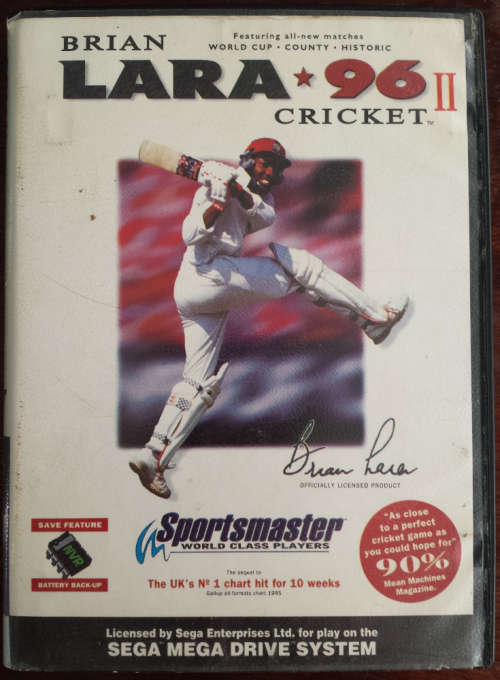 Featuring all-new matches
WORLD CUP · COUNTY · HISTORIC
BRIAN
LARA★96 II
CRICKET™
Brian Lara
OFFICIALLY LICENSED PRODUCT
SAVE FEATURE
NVR
BATTERY BACK-UP
Sportsmaster
WORLD CLASS PLAYERS
The sequel to
The UK's Nº 1 chart hit for 10 weeks
Gallup all formats chart 1995
"As close
to a perfect
cricket game as
you could hope for"
90%
Mean Machines
Magazine.
Licensed by Sega Enterprises Ltd. for play on the
SEGA MEGA DRIVE SYSTEM